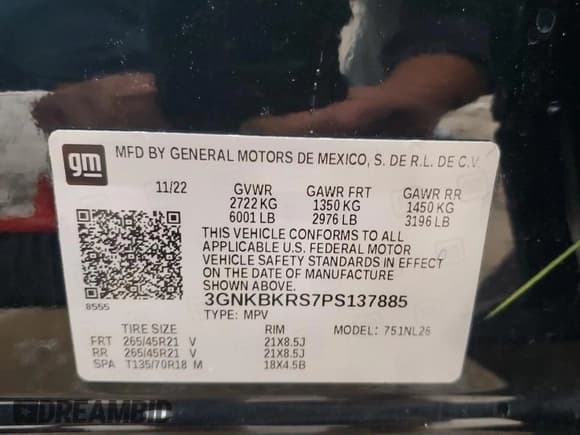 gm
MFD BY GENERAL MOTORS DE MEXICO, S. DE R.L. DE C.V.
11/22 GVWR GAWR FRT GAWR RR
2722 KG 1350 KG 1450 KG
6001 LB 2976 LB 3196 LB
THIS VEHICLE CONFORMS TO ALL
APPLICABLE U.S. FEDERAL MOTOR
VEHICLE SAFETY STANDARDS IN EFFECT
ON THE DATE OF MANUFACTURE
SHOWN ABOVE.
8555 3GNKBKRS7PS137885
TYPE: MPV
TIRE SIZE RIM MODEL: 751NL26
FRT 265/45R21 V 21X8.5J
RR 265/45R21 V 21X8.5J
SPA T135/70R18 M 18X4.5B
DREAMBID